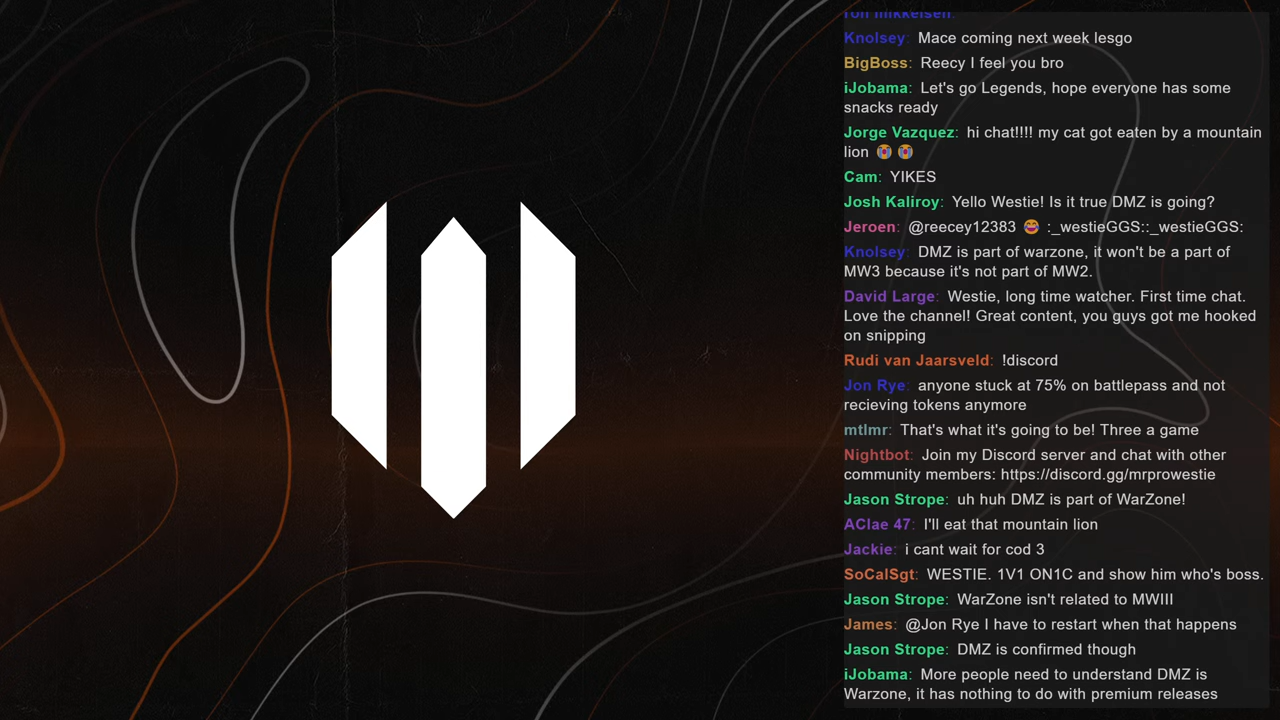 ron mikkelsen:
Knolsey: Mace coming next week lesgo
BigBoss: Reecy I feel you bro
iJobama: Let's go Legends, hope everyone has some
snacks ready
Jorge Vazquez: hi chat!!!! my cat got eaten by a mountain
lion 😭 😭
Cam: YIKES
Josh Kaliroy: Yello Westie! Is it true DMZ is going?
Jeroen: @reecey12383 😂 :_westieGGS::_westieGGS:
Knolsey: DMZ is part of warzone, it won't be a part of
MW3 because it's not part of MW2.
David Large: Westie, long time watcher. First time chat.
Love the channel! Great content, you guys got me hooked
on snipping
Rudi van Jaarsveld: !discord
Jon Rye: anyone stuck at 75% on battlepass and not
recieving tokens anymore
mtlmr: That's what it's going to be! Three a game
Nightbot: Join my Discord server and chat with other
community members: https://discord.gg/mrprowestie
Jason Strope: uh huh DMZ is part of WarZone!
AClae 47: I'll eat that mountain lion
Jackie: i cant wait for cod 3
SoCalSgt: WESTIE. 1V1 ON1C and show him who's boss.
Jason Strope: WarZone isn't related to MWIII
James: @Jon Rye I have to restart when that happens
Jason Strope: DMZ is confirmed though
iJobama: More people need to understand DMZ is
Warzone, it has nothing to do with premium releases